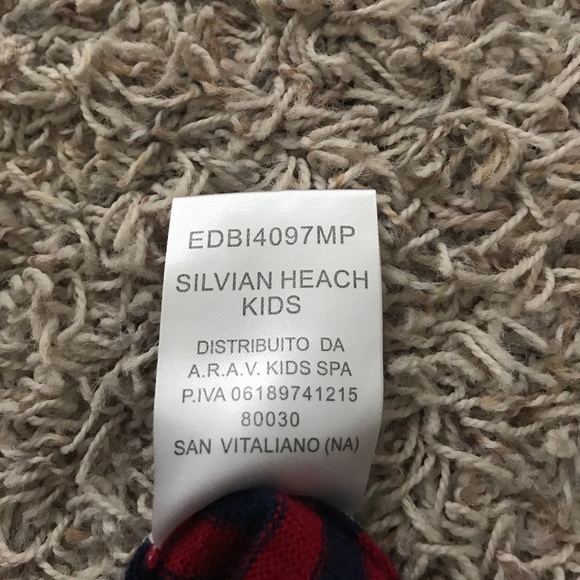 EDBI4097MP
SILVIAN HEACH
KIDS
DISTRIBUITO DA
A.R.A.V. KIDS SPA
P.IVA 06189741215
80030
SAN VITALIANO (NA)